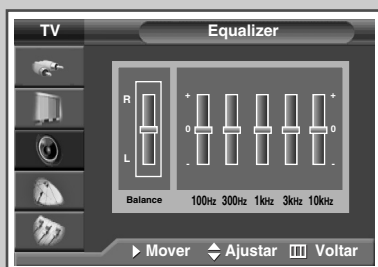 TV Equalizer
R + +
0 0
L - -
Balance 100Hz 300Hz 1kHz 3kHz 10kHz
Mover Ajustar Voltar